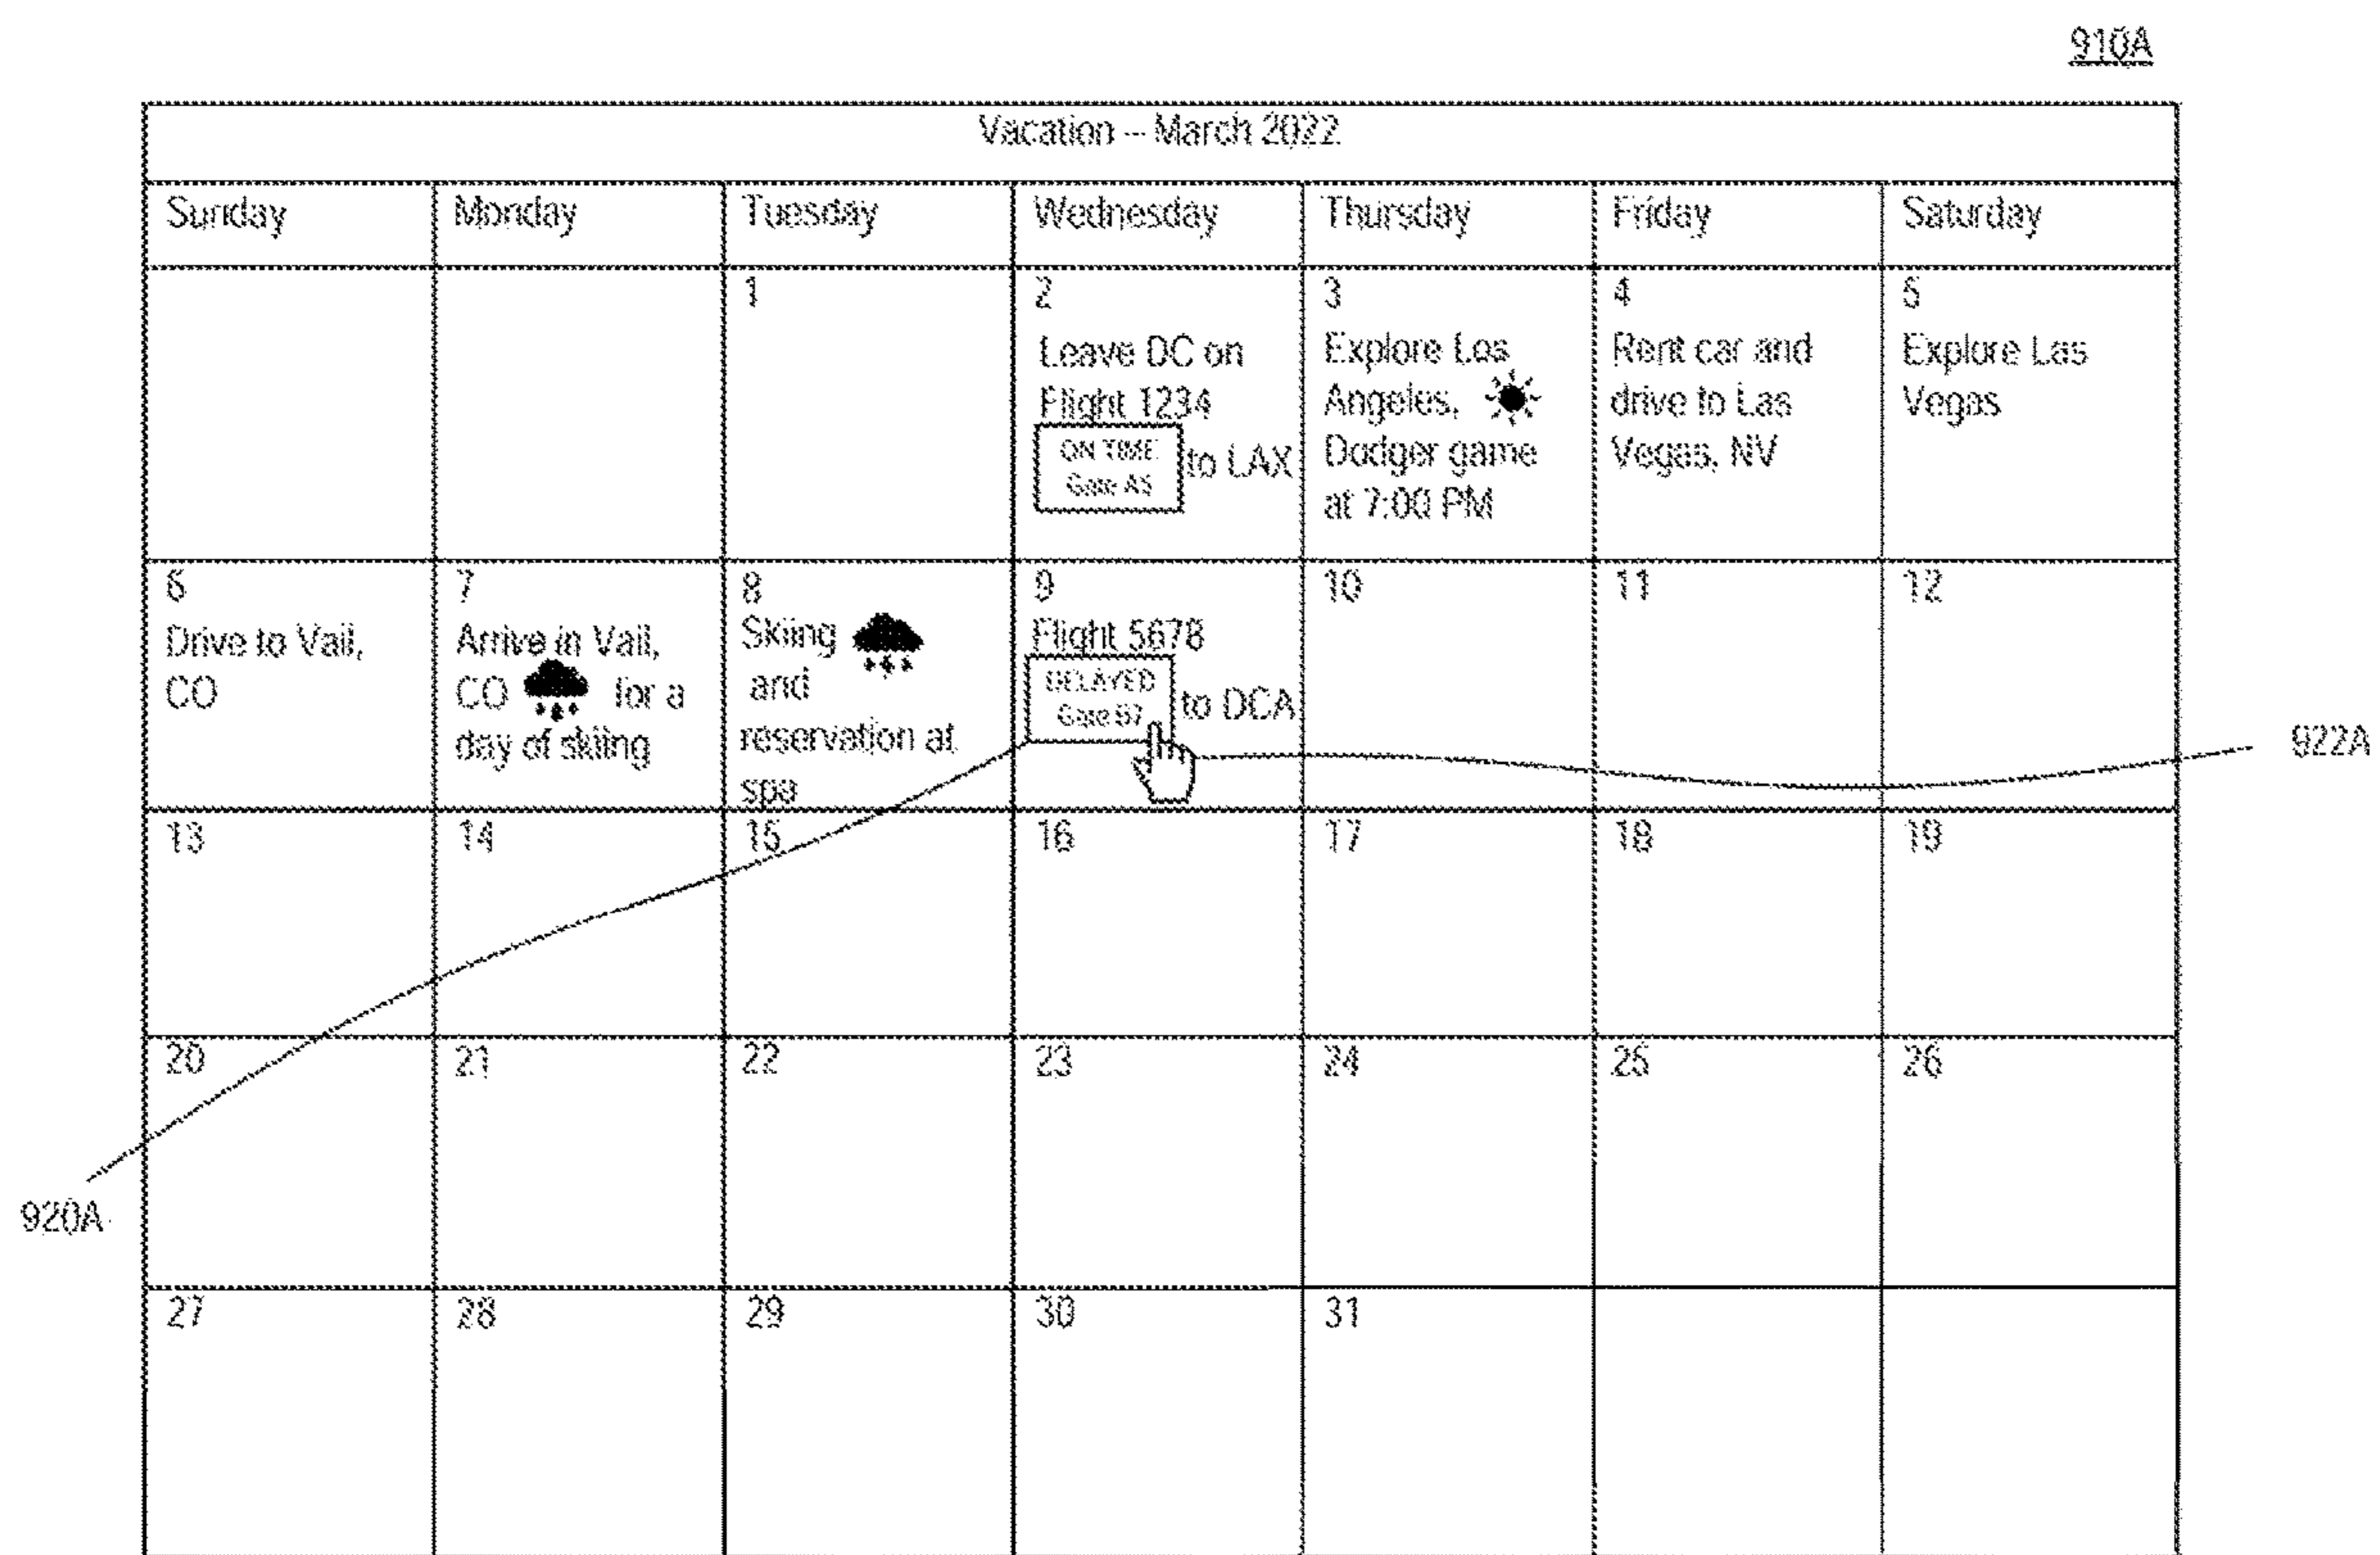 910A
Vacation -- March 2022
Sunday Monday Tuesday Wednesday Thursday Friday Saturday
1 2 3 4 5
Leave DC on
Flight 1234
ON TIME
Gate A5
to LAX
Explore Los
Angeles,
Dodger game
at 7:00 PM
Rent car and
drive to Las
Vegas, NV
Explore Las
Vegas
6 7 8 9 10 11 12
Drive to Vail,
CO
Arrive in Vail,
CO for a
day of skiing
Skiing
and
reservation at
spa
Flight 5678
DELAYED
Gate B7
to DCA
922A
13 14 15 16 17 18 19
20 21 22 23 24 25 26
920A
27 28 29 30 31